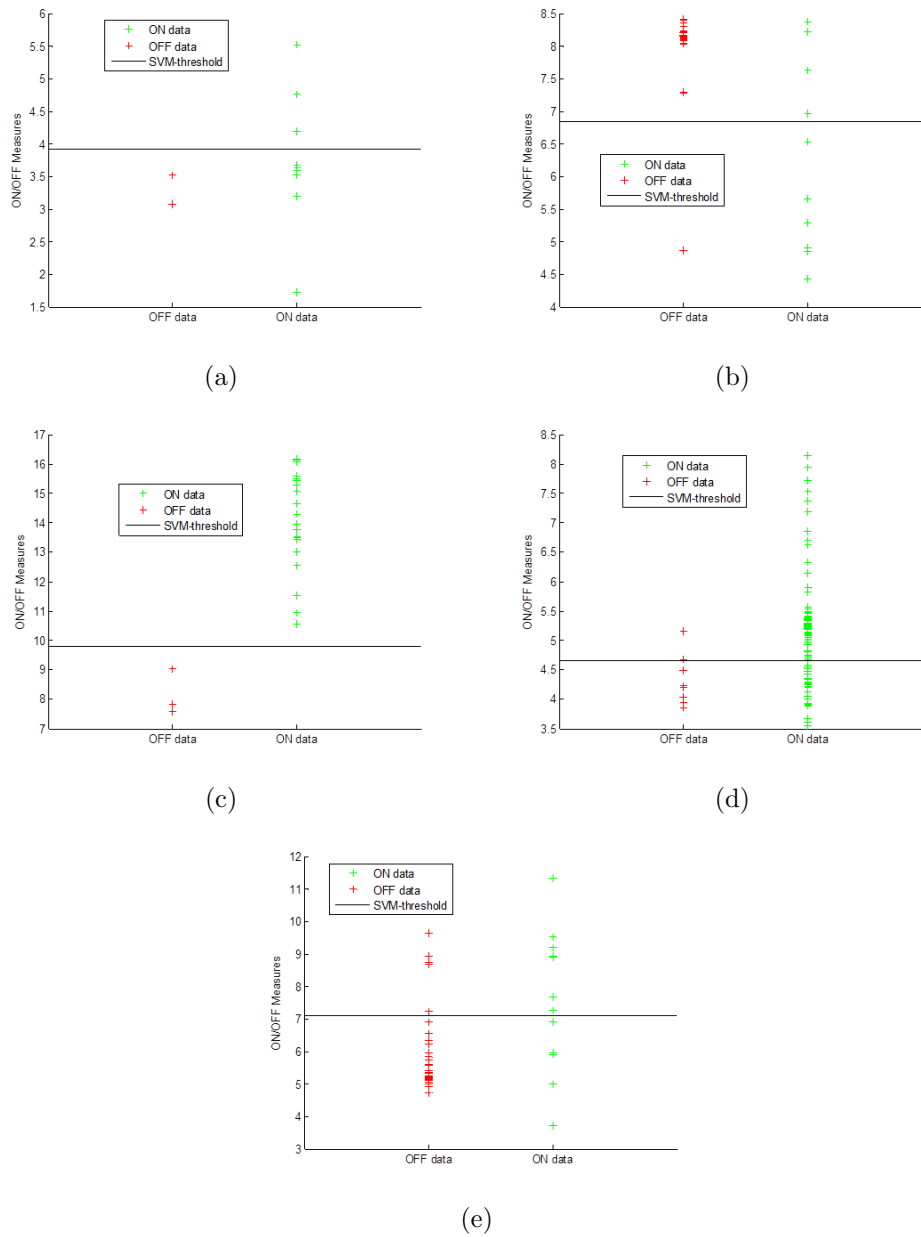 6
5.5
5
4.5
4
3.5
3
2.5
2
1.5
ON/OFF Measures
ON data
OFF data
SVM-threshold
OFF data
ON data
(a)
8.5
8
7.5
7
6.5
6
5.5
5
4.5
4
ON/OFF Measures
ON data
OFF data
SVM-threshold
OFF data
ON data
(b)
17
16
15
14
13
12
11
10
9
8
7
ON/OFF Measures
ON data
OFF data
SVM-threshold
OFF data
ON data
(c)
8.5
8
7.5
7
6.5
6
5.5
5
4.5
4
3.5
ON/OFF Measures
ON data
OFF data
SVM-threshold
OFF data
ON data
(d)
12
11
10
9
8
7
6
5
4
3
ON/OFF Measures
ON data
OFF data
SVM-threshold
OFF data
ON data
(e)